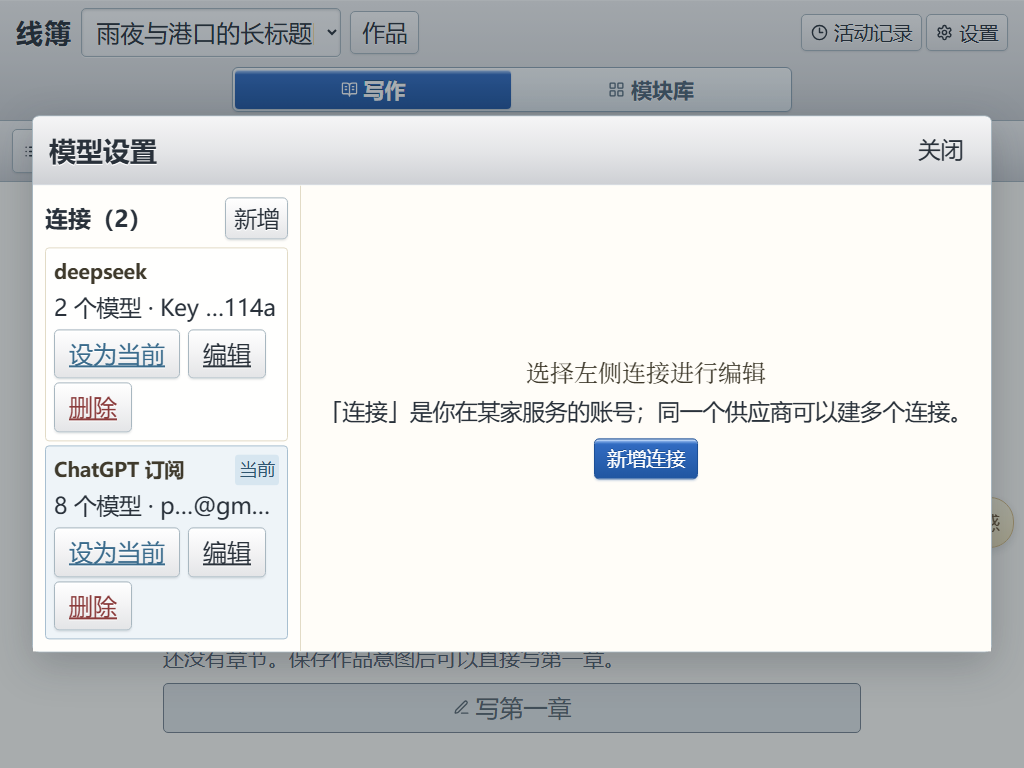 线簿 雨夜与港口的长标题 作品 活动记录 设置
写作 模块库
模型设置 关闭
连接（2） 新增
deepseek
2 个模型 · Key ...114a
设为当前 编辑
删除
ChatGPT 订阅 当前
8 个模型 · p...@gm...
设为当前 编辑
删除
选择左侧连接进行编辑
「连接」是你在某家服务的账号；同一个供应商可以建多个连接。
新增连接
还没有章节。保存作品意图后可以直接写第一章。
写第一章